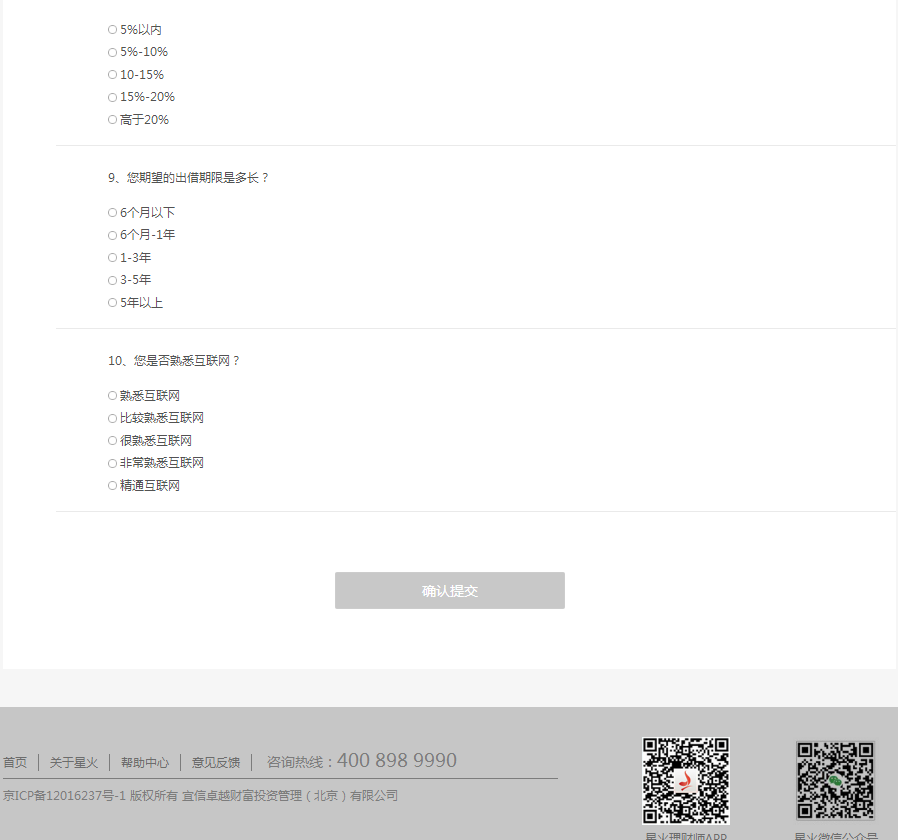 5%以内
5%-10%
10-15%
15%-20%
高于20%
9、您期望的出借期限是多长？
6个月以下
6个月-1年
1-3年
3-5年
5年以上
10、您是否熟悉互联网？
熟悉互联网
比较熟悉互联网
很熟悉互联网
非常熟悉互联网
精通互联网
确认提交
首页 | 关于星火 | 帮助中心 | 意见反馈 | 咨询热线：400 898 9990
京ICP备12016237号-1 版权所有 宜信卓越财富投资管理（北京）有限公司
星火理财师APP
星火微信公众号